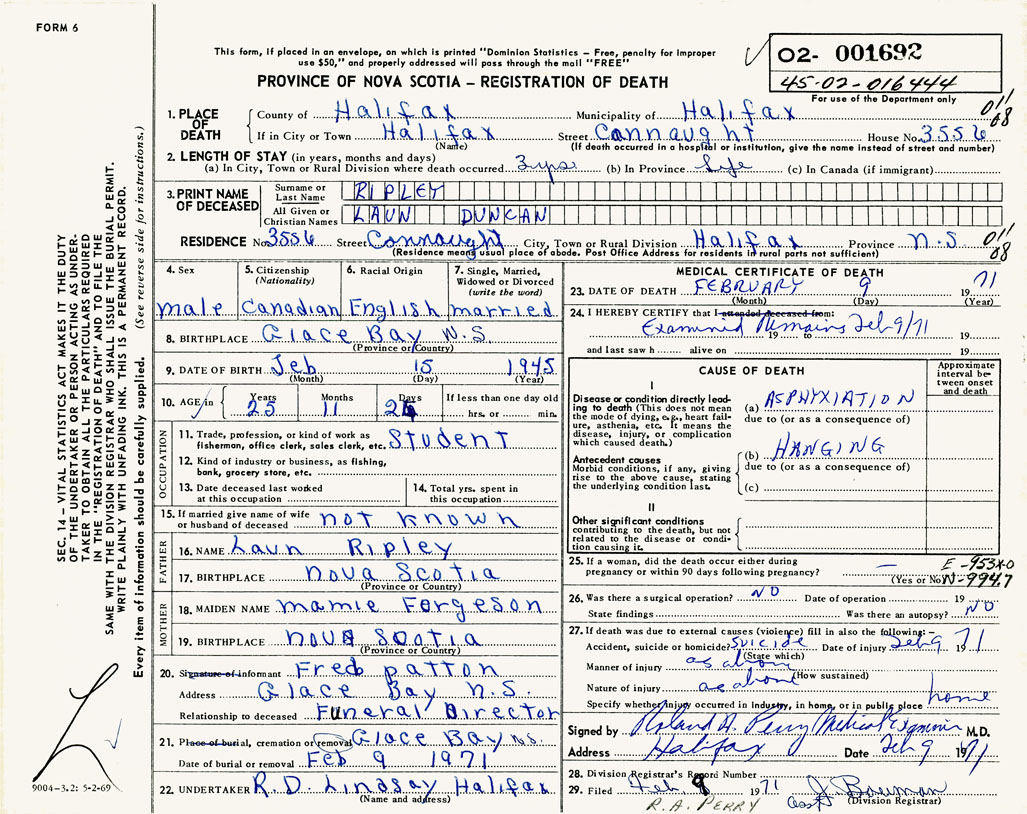 FORM 6
This form, if placed in an envelope, on which is printed "Dominion Statistics – Free, penalty for improper
use $50," and properly addressed will pass through the mail "FREE"
PROVINCE OF NOVA SCOTIA – REGISTRATION OF DEATH
O2- 001692
45-02-016444
For use of the Department only
1. PLACE OF DEATH
County of Halifax Municipality of Halifax 011/68
If in City or Town Halifax Street Connaught House No. 3556
(Name) (If death occurred in a hospital or institution, give the name instead of street and number)
2. LENGTH OF STAY (in years, months and days)
(a) In City, Town or Rural Division where death occurred 3 yrs (b) In Province Life (c) In Canada (if immigrant)
3. PRINT NAME OF DECEASED
Surname or Last Name RIPLEY
All Given or Christian Names LAUN DUNCAN
RESIDENCE No. 3556 Street Connaught City, Town or Rural Division Halifax Province N.S 011/68
(Residence means usual place of abode. Post Office Address for residents in rural parts not sufficient)
4. Sex male
5. Citizenship (Nationality) Canadian
6. Racial Origin English
7. Single, Married, Widowed or Divorced (write the word) married
8. BIRTHPLACE Glace Bay N.S.
(Province or Country)
9. DATE OF BIRTH Feb 15 1945
(Month) (Day) (Year)
10. AGE in Years 25 Months 11 Days If less than one day old hrs. or min.
OCCUPATION
11. Trade, profession, or kind of work as fisherman, office clerk, sales clerk, etc. Student
12. Kind of industry or business, as fishing, bank, grocery store, etc.
13. Date deceased last worked at this occupation
14. Total yrs. spent in this occupation
15. If married give name of wife or husband of deceased not known
FATHER
16. NAME Laun Ripley
17. BIRTHPLACE Nova Scotia
(Province or Country)
MOTHER
18. MAIDEN NAME Mamie Forgeson
19. BIRTHPLACE Nova Scotia
(Province or Country)
20. Signature of informant Fred Patton
Address Glace Bay N.S.
Relationship to deceased Funeral Director
21. Place of burial, cremation or removal Glace Bay N.S.
Date of burial or removal Feb 9 1971
22. UNDERTAKER R.D. Lindsay Halifax
(Name and address)
MEDICAL CERTIFICATE OF DEATH
23. DATE OF DEATH FEBRUARY 9 1971
(Month) (Day) (Year)
24. I HEREBY CERTIFY that I attended deceased from:
Examined Remains Feb 9/71
19 to 19
and last saw h alive on 19
CAUSE OF DEATH
Approximate interval between onset and death
I
Disease or condition directly leading to death (This does not mean the mode of dying, e.g., heart failure, asthenia, etc. It means the disease, injury, or complication which caused death.)
(a) ASPHYXIATION
due to (or as a consequence of)
Antecedent causes
Morbid conditions, if any, giving rise to the above cause, stating the underlying condition last.
(b) HANGING
due to (or as a consequence of)
(c)
II
Other significant conditions
contributing to the death, but not related to the disease or condition causing it.
25. If a woman, did the death occur either during
pregnancy or within 90 days following pregnancy? –
(Yes or No)
E-953X0
N-994.7
26. Was there a surgical operation? NO Date of operation 19
State findings Was there an autopsy? NO
27. If death was due to external causes (violence) fill in also the following:–
Accident, suicide or homicide? SUICIDE Date of injury Feb 9 1971
(State which)
Manner of injury as above
(How sustained)
Nature of injury as above
Specify whether injury occurred in industry, in home, or in public place home
Signed by Roland A. Perry Medical Examiner M.D.
Address Halifax Date Feb 9 1971
28. Division Registrar's Record Number
29. Filed Feb. 1971 J. Bowman
(Division Registrar)
R.A. PERRY
SEC. 14 – VITAL STATISTICS ACT MAKES IT THE DUTY
OF THE UNDERTAKER OR PERSON ACTING AS UNDER-
TAKER TO OBTAIN ALL THE PARTICULARS REQUIRED
IN THE "REGISTRATION OF DEATH" AND TO FILE THE
SAME WITH THE DIVISION REGISTRAR WHO SHALL ISSUE THE BURIAL PERMIT.
WRITE PLAINLY WITH UNFADING INK. THIS IS A PERMANENT RECORD.
Every item of information should be carefully supplied. (See reverse side for instructions.)
9004-3.2: 5-2-69